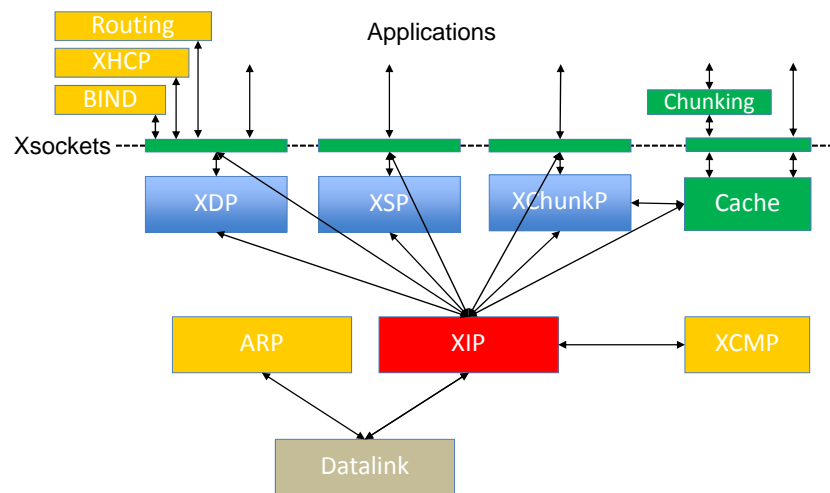 Routing
Applications
XHCP
BIND
Chunking
Xsockets
XDP
XSP
XChunkP
Cache
ARP
XIP
XCMP
Datalink